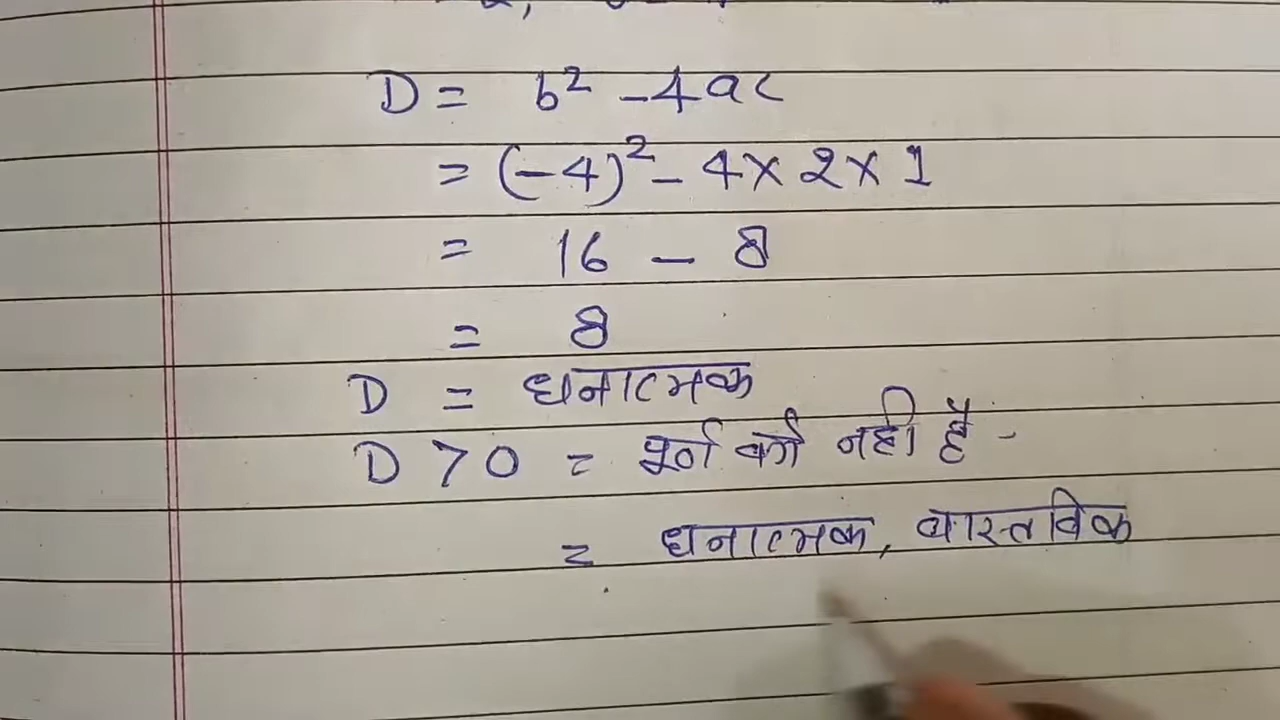 D = b² - 4ac
= (-4)² - 4 × 2 × 1
= 16 - 8
= 8
D = धनात्मक
D > 0 = पूर्ण वर्ग नहीं है -
= धनात्मक, वास्तविक